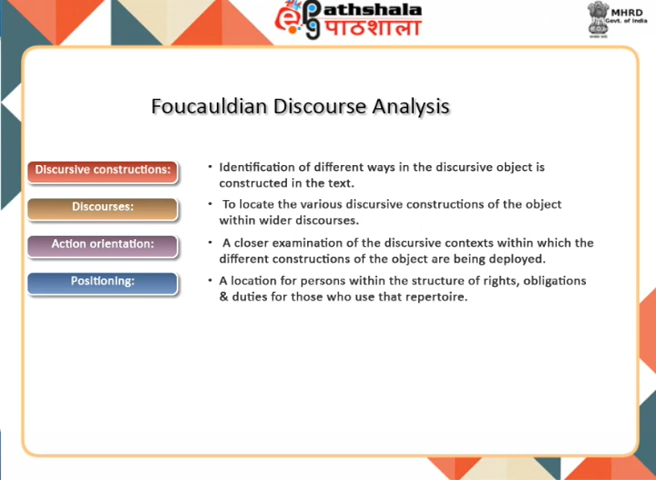 ePathshala
पाठशाला
MHRD
Govt. of India
Foucauldian Discourse Analysis
Discursive constructions:
• Identification of different ways in the discursive object is
constructed in the text.
Discourses:
• To locate the various discursive constructions of the object
within wider discourses.
Action orientation:
• A closer examination of the discursive contexts within which the
different constructions of the object are being deployed.
Positioning:
• A location for persons within the structure of rights, obligations
& duties for those who use that repertoire.